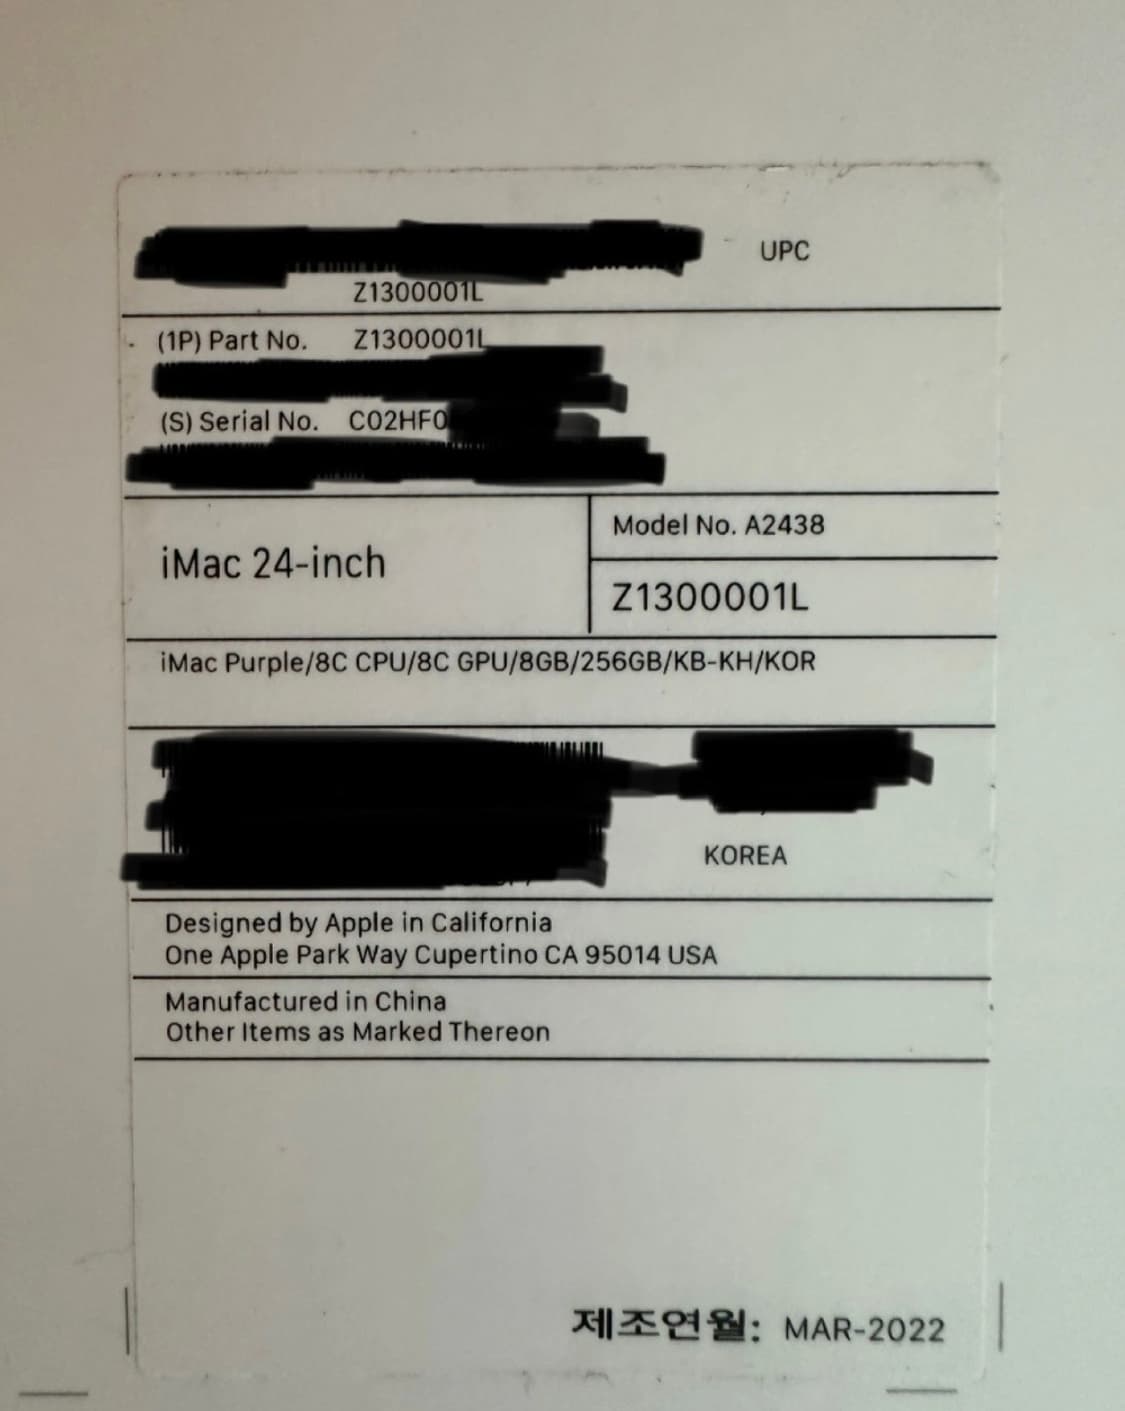 UPC
Z1300001L
(1P) Part No. Z1300001L
(S) Serial No. C02HF0
iMac 24-inch
Model No. A2438
Z1300001L
iMac Purple/8C CPU/8C GPU/8GB/256GB/KB-KH/KOR
KOREA
Designed by Apple in California
One Apple Park Way Cupertino CA 95014 USA
Manufactured in China
Other Items as Marked Thereon
제조연월: MAR-2022